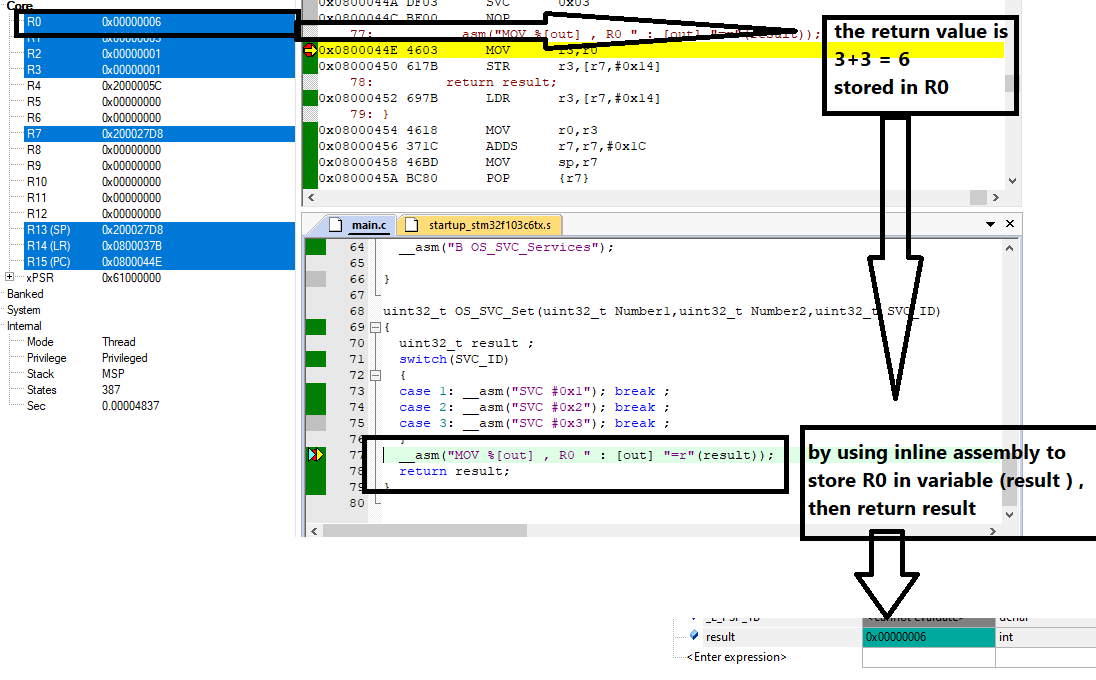 Core
R0 0x00000006
R1 0x00000003
R2 0x00000001
R3 0x00000001
R4 0x2000005C
R5 0x00000000
R6 0x00000000
R7 0x200027D8
R8 0x00000000
R9 0x00000000
R10 0x00000000
R11 0x00000000
R12 0x00000000
R13 (SP) 0x200027D8
R14 (LR) 0x0800037B
R15 (PC) 0x0800044E
xPSR 0x61000000
Banked
System
Internal
Mode Thread
Privilege Privileged
Stack MSP
States 387
Sec 0.00004837
0x0800044A DF03 SVC 0x03
0x0800044C BF00 NOP
77: __asm("MOV %[out] , R0 " : [out] "=r"(result));
0x0800044E 4603 MOV r3,r0
0x08000450 617B STR r3,[r7,#0x14]
78: return result;
0x08000452 697B LDR r3,[r7,#0x14]
79: }
0x08000454 4618 MOV r0,r3
0x08000456 371C ADDS r7,r7,#0x1C
0x08000458 46BD MOV sp,r7
0x0800045A BC80 POP {r7}
the return value is
3+3 = 6
stored in R0
main.c startup_stm32f103c6tx.s
64 __asm("B OS_SVC_Services");
65
66 }
67
68 uint32_t OS_SVC_Set(uint32_t Number1,uint32_t Number2,uint32_t SVC_ID)
69 {
70 uint32_t result ;
71 switch(SVC_ID)
72 {
73 case 1: __asm("SVC #0x1"); break ;
74 case 2: __asm("SVC #0x2"); break ;
75 case 3: __asm("SVC #0x3"); break ;
76 }
77 __asm("MOV %[out] , R0 " : [out] "=r"(result));
78 return result;
79 }
80
by using inline assembly to
store R0 in variable (result ) ,
then return result
<cannot evaluate>
result 0x00000006 int
<Enter expression>